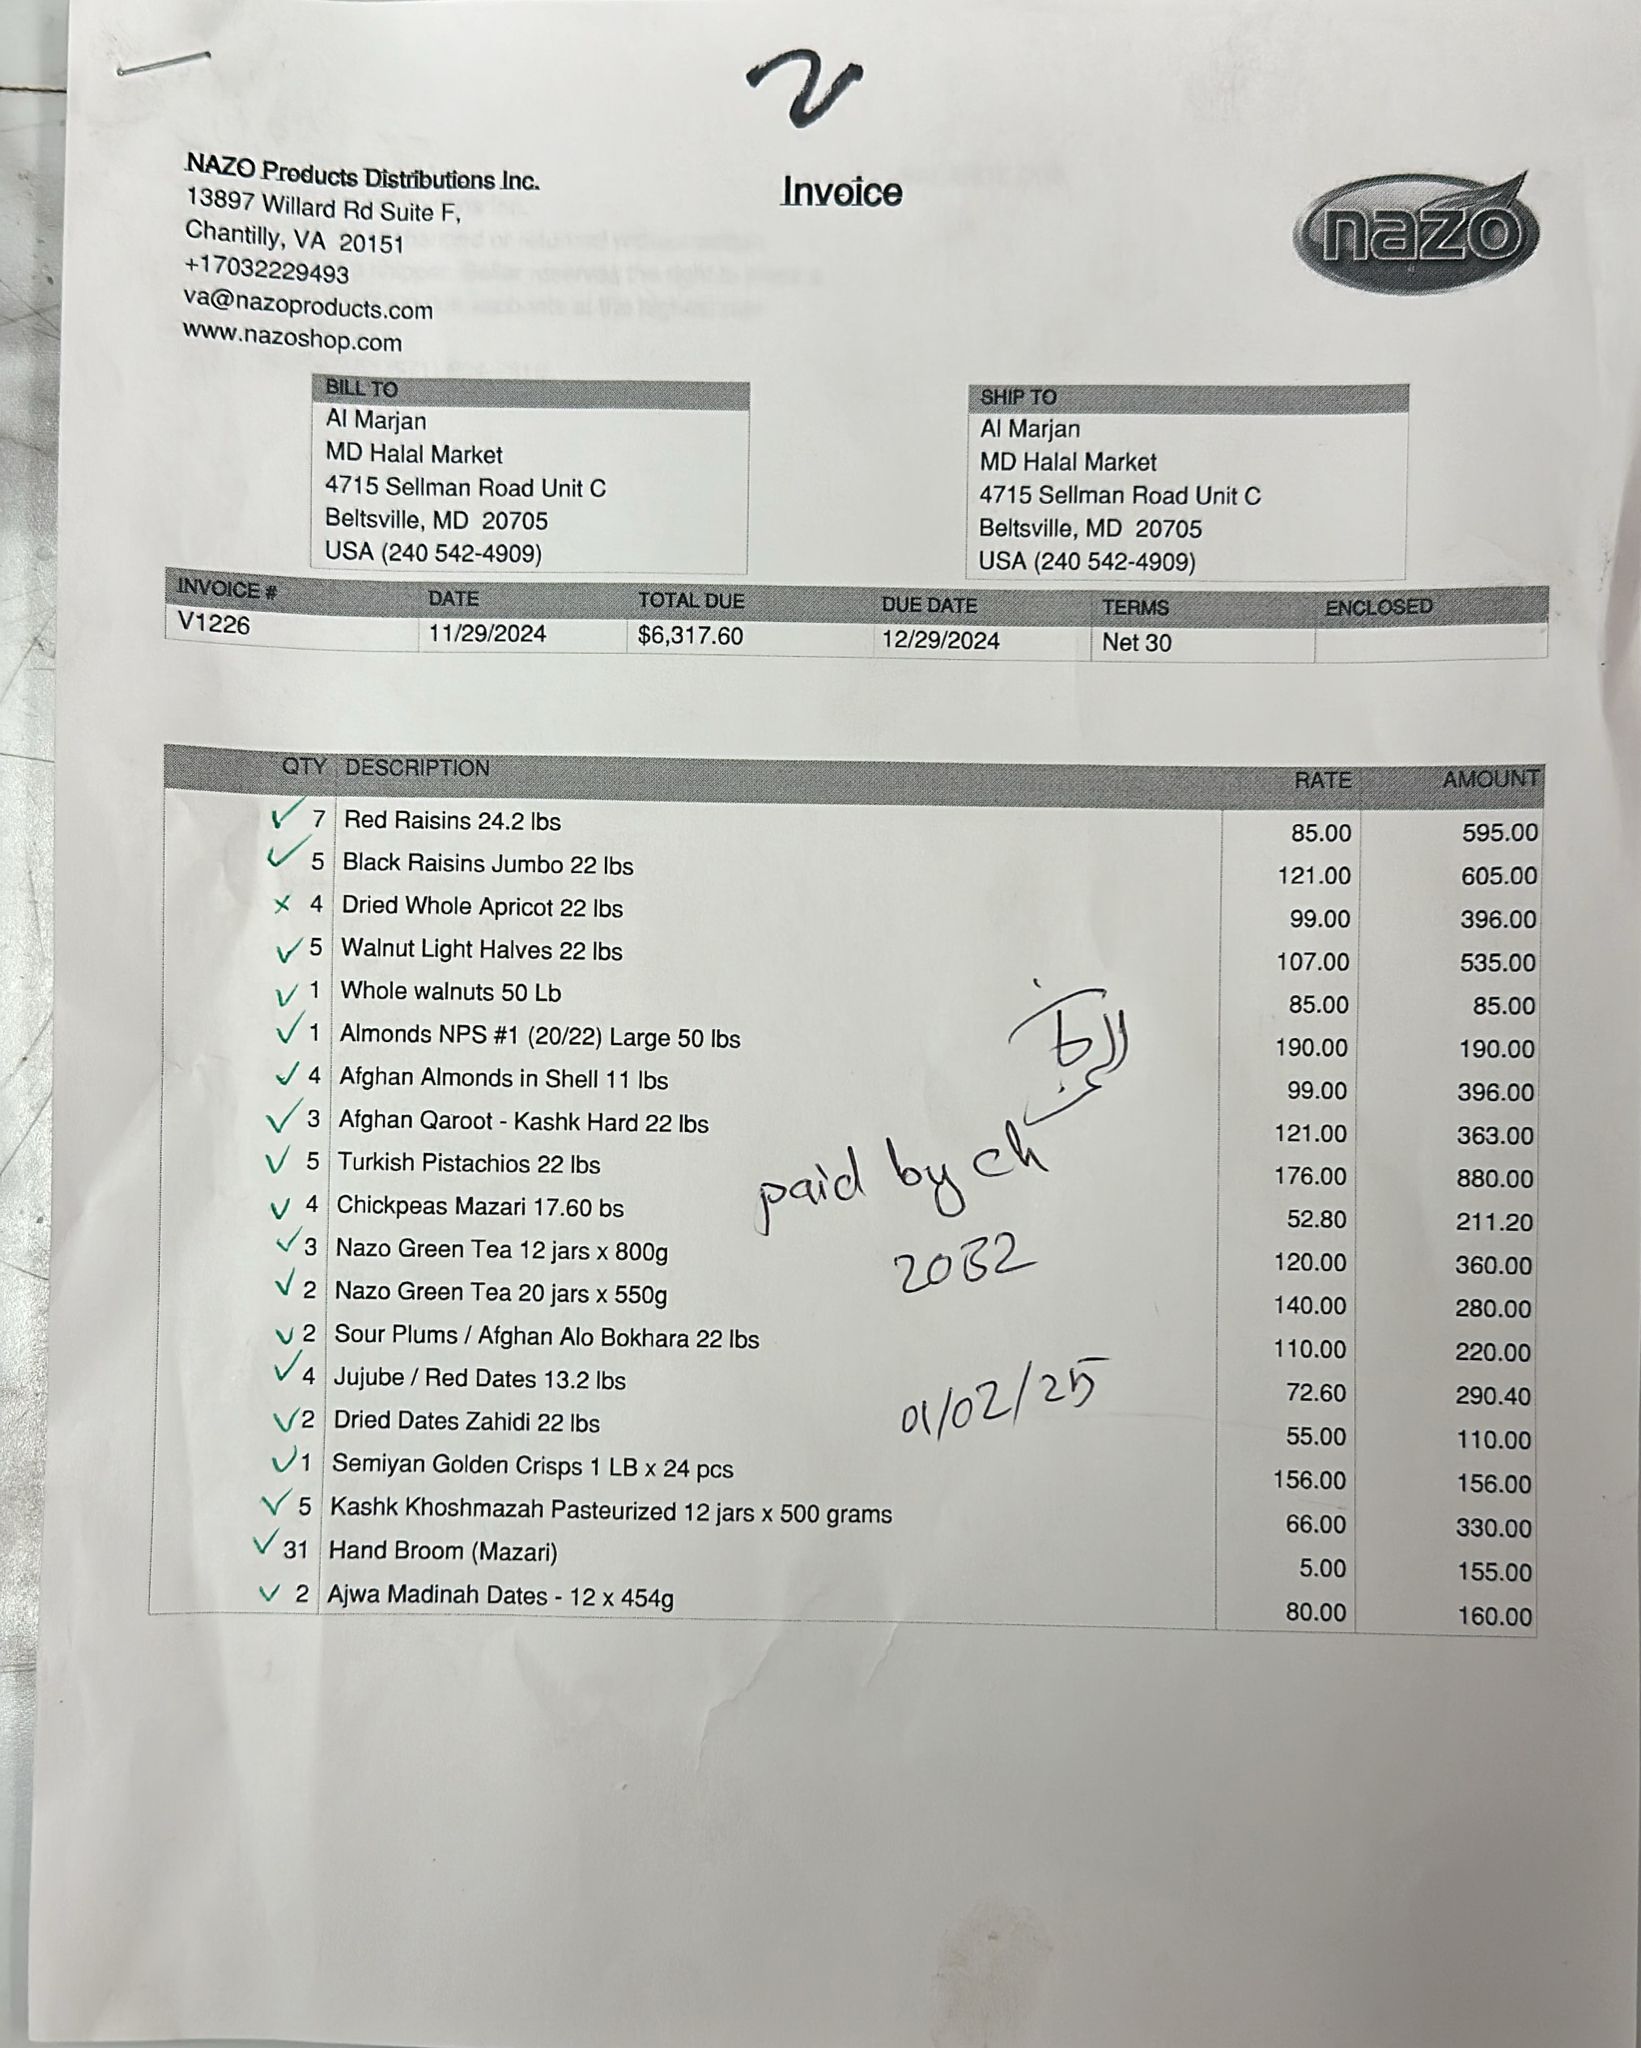 Invoice
NAZO Products Distributions Inc.
13897 Willard Rd Suite F,
Chantilly, VA 20151
+17032229493
va@nazoproducts.com
www.nazoshop.com
nazo
BILL TO
Al Marjan
MD Halal Market
4715 Sellman Road Unit C
Beltsville, MD 20705
USA (240 542-4909)
SHIP TO
Al Marjan
MD Halal Market
4715 Sellman Road Unit C
Beltsville, MD 20705
USA (240 542-4909)
INVOICE # DATE TOTAL DUE DUE DATE TERMS ENCLOSED
V1226 11/29/2024 $6,317.60 12/29/2024 Net 30
QTY DESCRIPTION RATE AMOUNT
✓ 7 Red Raisins 24.2 lbs 85.00 595.00
✓ 5 Black Raisins Jumbo 22 lbs 121.00 605.00
x 4 Dried Whole Apricot 22 lbs 99.00 396.00
✓ 5 Walnut Light Halves 22 lbs 107.00 535.00
✓ 1 Whole walnuts 50 Lb 85.00 85.00
✓ 1 Almonds NPS #1 (20/22) Large 50 lbs 190.00 190.00
✓ 4 Afghan Almonds in Shell 11 lbs 99.00 396.00
✓ 3 Afghan Qaroot - Kashk Hard 22 lbs 121.00 363.00
✓ 5 Turkish Pistachios 22 lbs 176.00 880.00
✓ 4 Chickpeas Mazari 17.60 bs 52.80 211.20
✓ 3 Nazo Green Tea 12 jars x 800g 120.00 360.00
✓ 2 Nazo Green Tea 20 jars x 550g 140.00 280.00
✓ 2 Sour Plums / Afghan Alo Bokhara 22 lbs 110.00 220.00
✓ 4 Jujube / Red Dates 13.2 lbs 72.60 290.40
✓ 2 Dried Dates Zahidi 22 lbs 55.00 110.00
✓ 1 Semiyan Golden Crisps 1 LB x 24 pcs 156.00 156.00
✓ 5 Kashk Khoshmazah Pasteurized 12 jars x 500 grams 66.00 330.00
✓ 31 Hand Broom (Mazari) 5.00 155.00
✓ 2 Ajwa Madinah Dates - 12 x 454g 80.00 160.00
paid by ch
2032
01/02/25